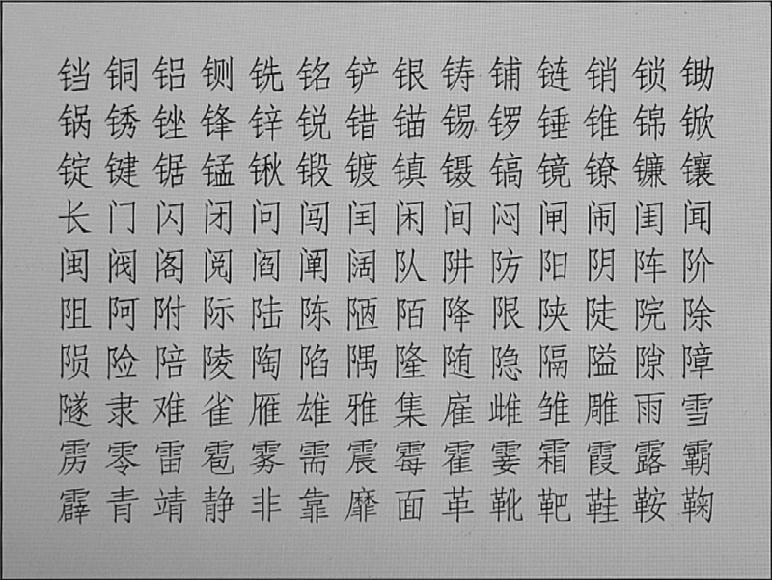 铛铜铝铡铣铭铲银铸铺链销锁锄
锅锈锉锋锌锐错锚锡锣锤锥锦锨
锭键锯锰锹锻镀镇镊镐镜镣镰镶
长门闪闭问闯闰闲间闷闸闹闺闻
闽阀阁阅阎阐阔队阱防阳阴阵阶
阻阿附际陆陈陋陌降限陕陡院除
陨险陪陵陶陷隅隆随隐隔隘隙障
隧隶难雀雁雄雅集雇雌雏雕雨雪
雳零雷雹雾需震霉霍霎霜霞露霸
霹青靖静非靠靡面革靴靶鞋鞍鞠